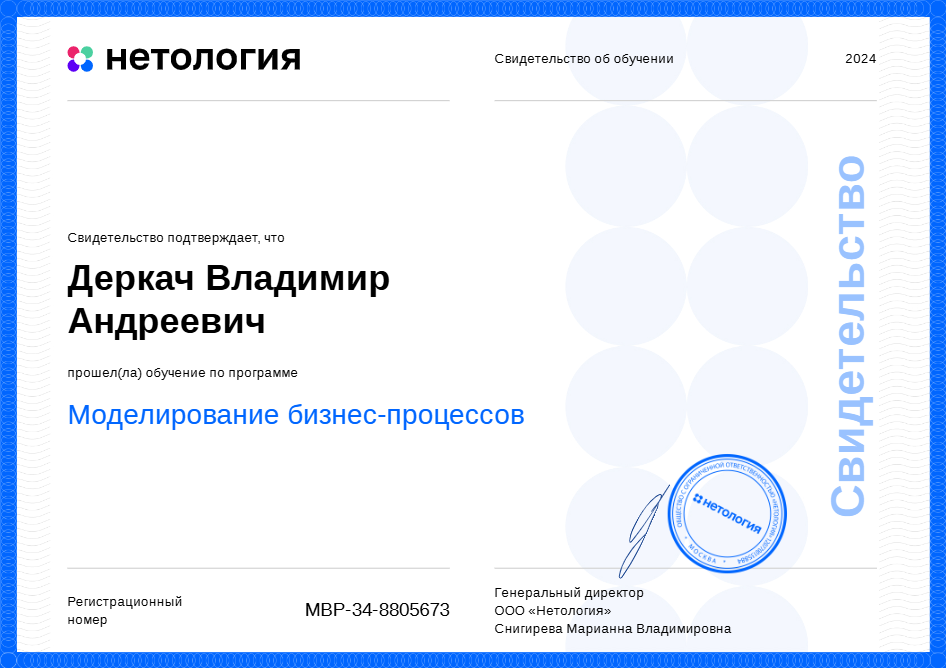 нетология
Свидетельство об обучении
2024
Свидетельство подтверждает, что
Деркач Владимир
Андреевич
прошел(ла) обучение по программе
Моделирование бизнес-процессов
Свидетельство
ОБЩЕСТВО С ОГРАНИЧЕННОЙ ОТВЕТСТВЕННОСТЬЮ «НЕТОЛОГИЯ»
нетология
МОСКВА
Регистрационный
номер
МВР-34-8805673
Генеральный директор
ООО «Нетология»
Снигирева Марианна Владимировна